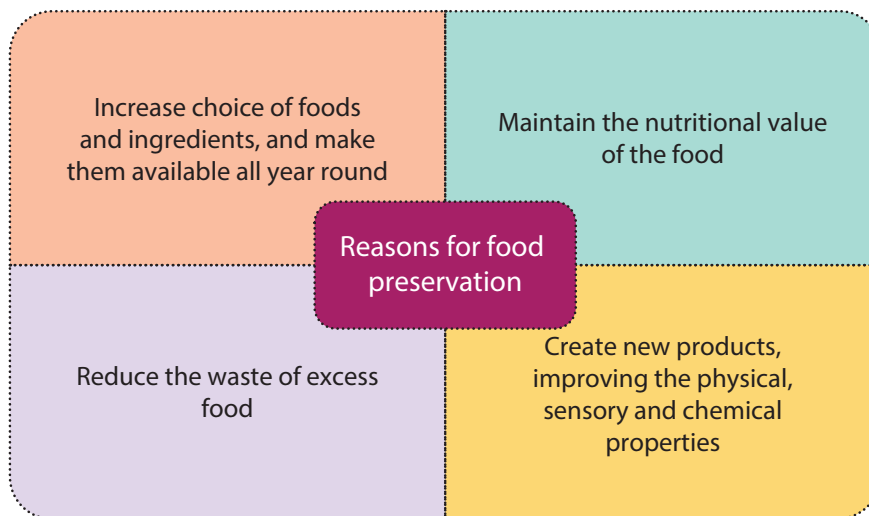 Increase choice of foods
and ingredients, and make
them available all year round
Maintain the nutritional value
of the food
Reasons for food
preservation
Reduce the waste of excess
food
Create new products,
improving the physical,
sensory and chemical
properties